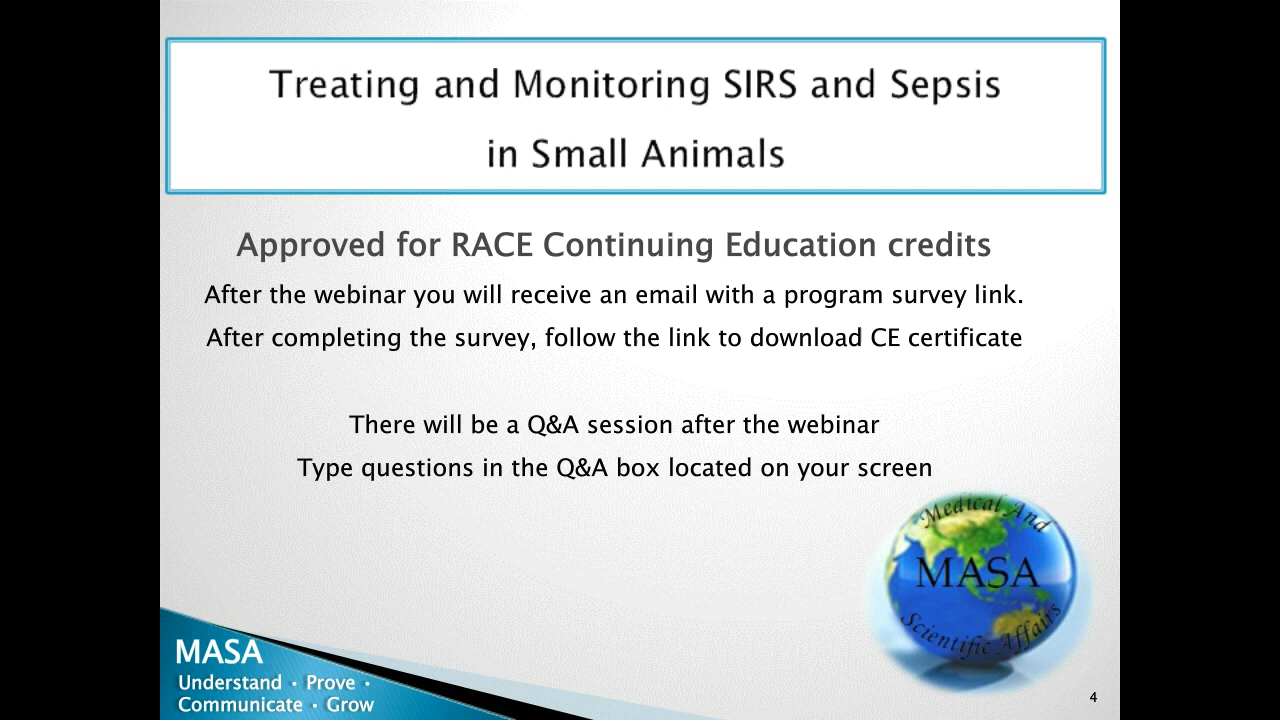 Treating and Monitoring SIRS and Sepsis
in Small Animals
Approved for RACE Continuing Education credits
After the webinar you will receive an email with a program survey link.
After completing the survey, follow the link to download CE certificate
There will be a Q&A session after the webinar
Type questions in the Q&A box located on your screen
Medical And
MASA
Scientific Affairs
MASA
Understand · Prove ·
Communicate · Grow
4